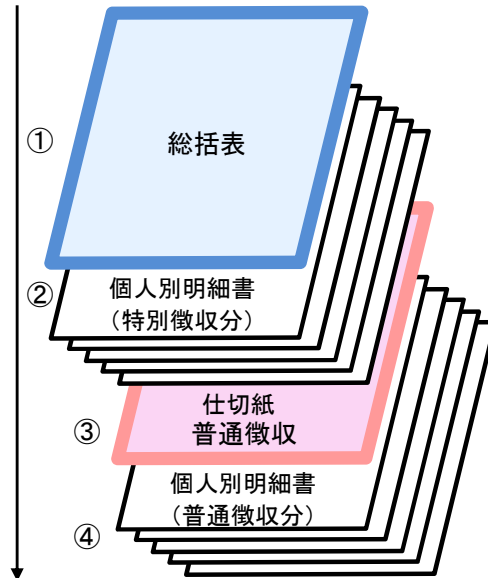 ①
総括表
②
個人別明細書
（特別徴収分）
③
仕切紙
普通徴収
個人別明細書
（普通徴収分）
④